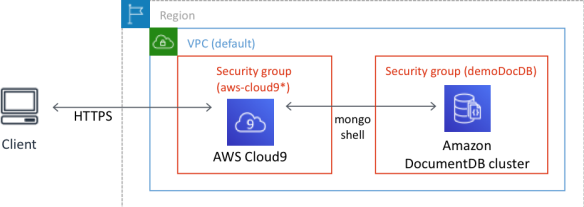 Region
VPC (default)
Security group
(aws-cloud9*)
Security group (demoDocDB)
HTTPS
9
mongo
shell
Client
AWS Cloud9
Amazon
DocumentDB cluster